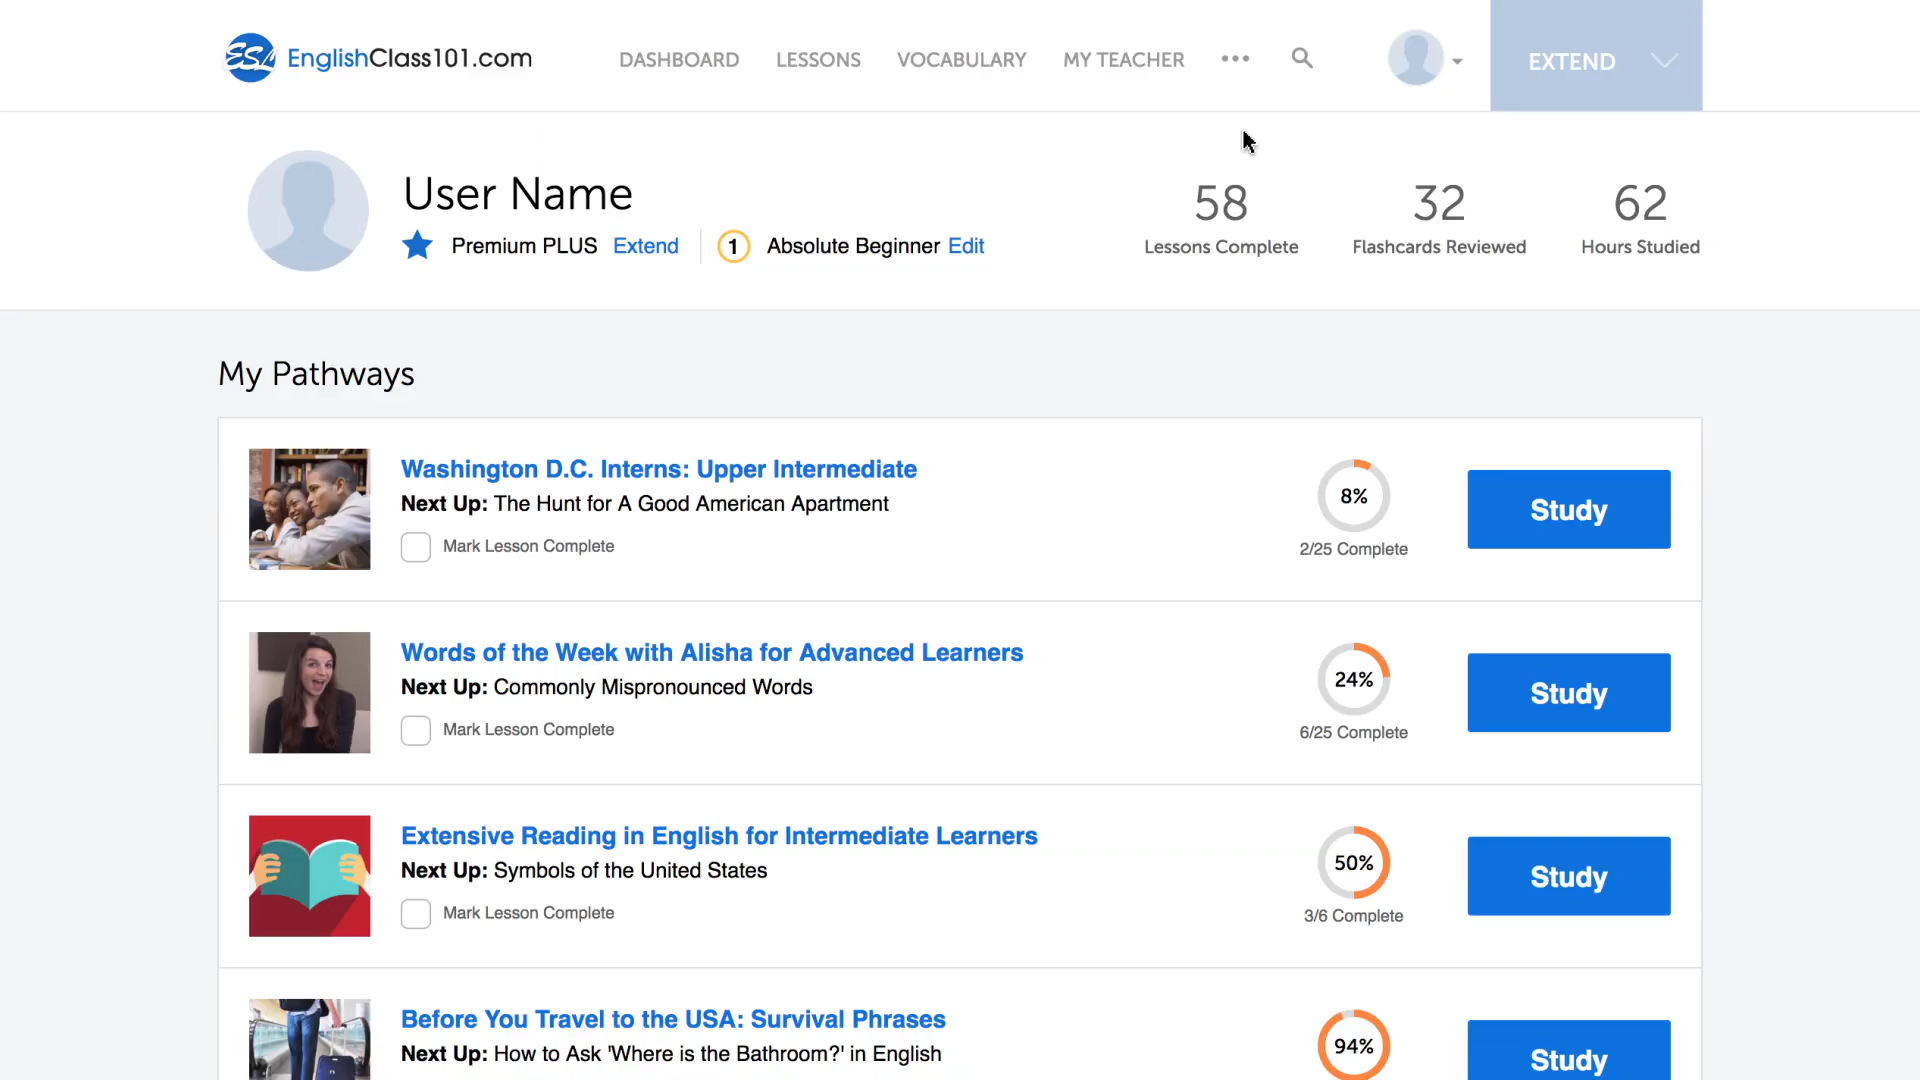 ESL EnglishClass101.com
DASHBOARD LESSONS VOCABULARY MY TEACHER ••• EXTEND
User Name
Premium PLUS Extend 1 Absolute Beginner Edit
58 32 62
Lessons Complete Flashcards Reviewed Hours Studied
My Pathways
Washington D.C. Interns: Upper Intermediate
Next Up: The Hunt for A Good American Apartment
Mark Lesson Complete
8%
2/25 Complete
Study
Words of the Week with Alisha for Advanced Learners
Next Up: Commonly Mispronounced Words
Mark Lesson Complete
24%
6/25 Complete
Study
Extensive Reading in English for Intermediate Learners
Next Up: Symbols of the United States
Mark Lesson Complete
50%
3/6 Complete
Study
Before You Travel to the USA: Survival Phrases
Next Up: How to Ask 'Where is the Bathroom?' in English
94%
Study